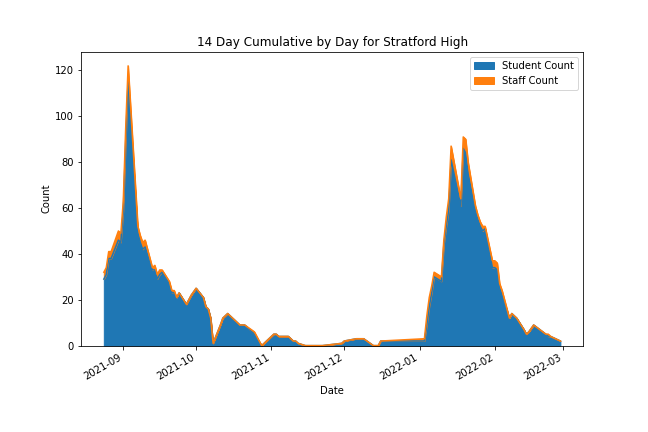 14 Day Cumulative by Day for Stratford High
Student Count
Staff Count
120
100
80
60
40
20
0
Count
2021-09
2021-10
2021-11
2021-12
2022-01
2022-02
2022-03
Date